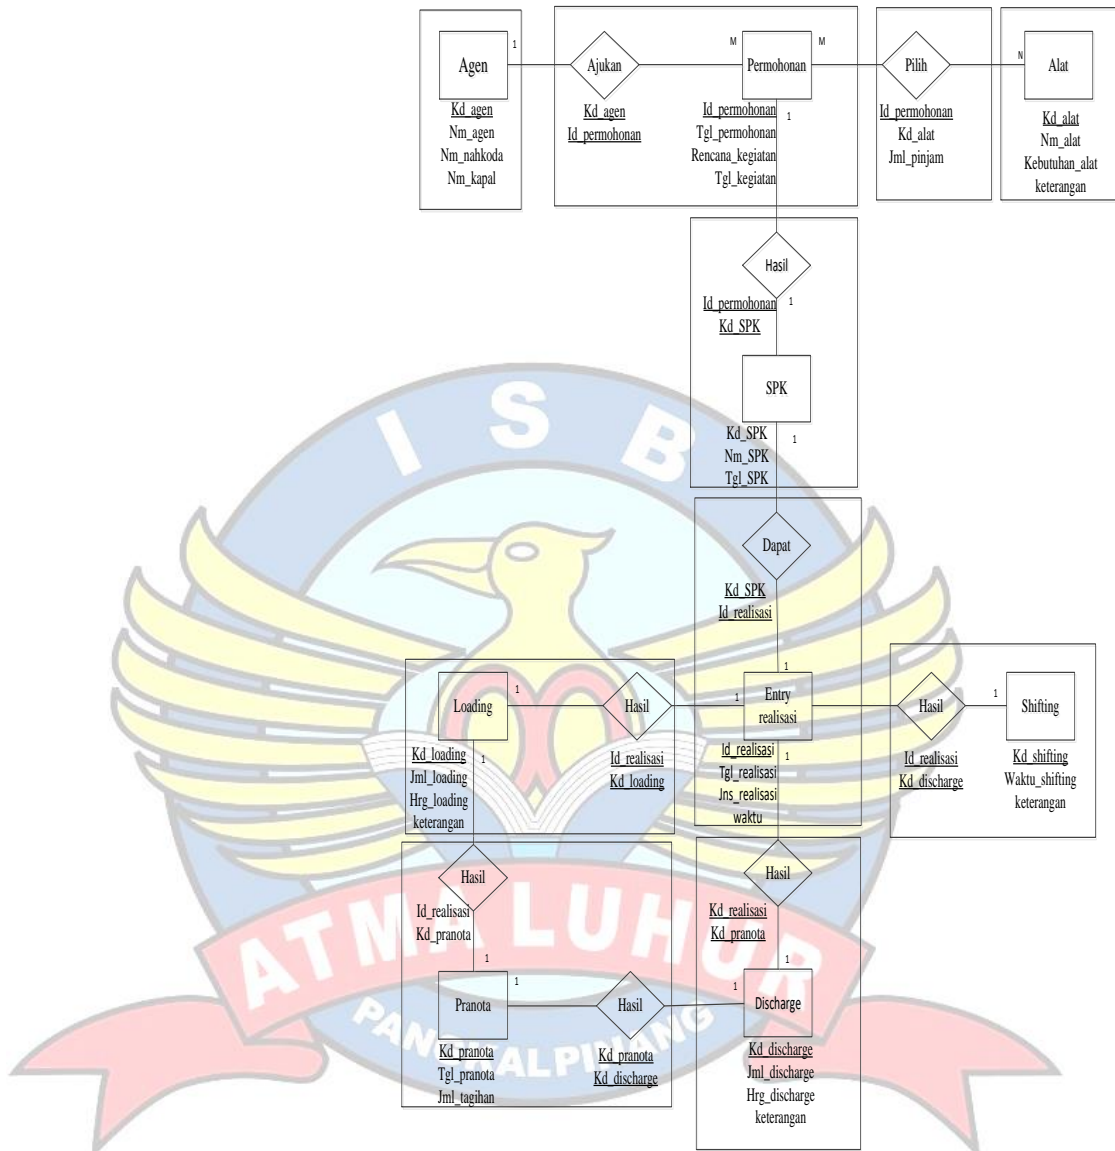 1
M
M
N
Agen
Ajukan
Permohonan
Pilih
Alat
Kd_agen
Nm_agen
Nm_nahkoda
Nm_kapal
Kd_agen
Id_permohonan
Id_permohonan
Tgl_permohonan
Rencana_kegiatan
Tgl_kegiatan
1
Id_permohonan
Kd_alat
Jml_pinjam
Kd_alat
Nm_alat
Kebutuhan_alat
keterangan
Hasil
Id_permohonan
Kd_SPK
1
SPK
Kd_SPK
Nm_SPK
Tgl_SPK
1
Dapat
Kd_SPK
Id_realisasi
1
Loading
1
Hasil
1
Entry
realisasi
Hasil
1
Shifting
Kd_loading
Jml_loading
Hrg_loading
keterangan
1
Id_realisasi
Kd_loading
Id_realisasi
Tgl_realisasi
Jns_realisasi
waktu
1
Id_realisasi
Kd_discharge
Kd_shifting
Waktu_shifting
keterangan
Hasil
Id_realisasi
Kd_pranota
1
Hasil
Kd_realisasi
Kd_pranota
1
Pranota
1
Hasil
1
Discharge
Kd_pranota
Tgl_pranota
Jml_tagihan
Kd_pranota
Kd_discharge
Kd_discharge
Jml_discharge
Hrg_discharge
keterangan
I S B
ATMA LUHUR
PANGKALPINANG